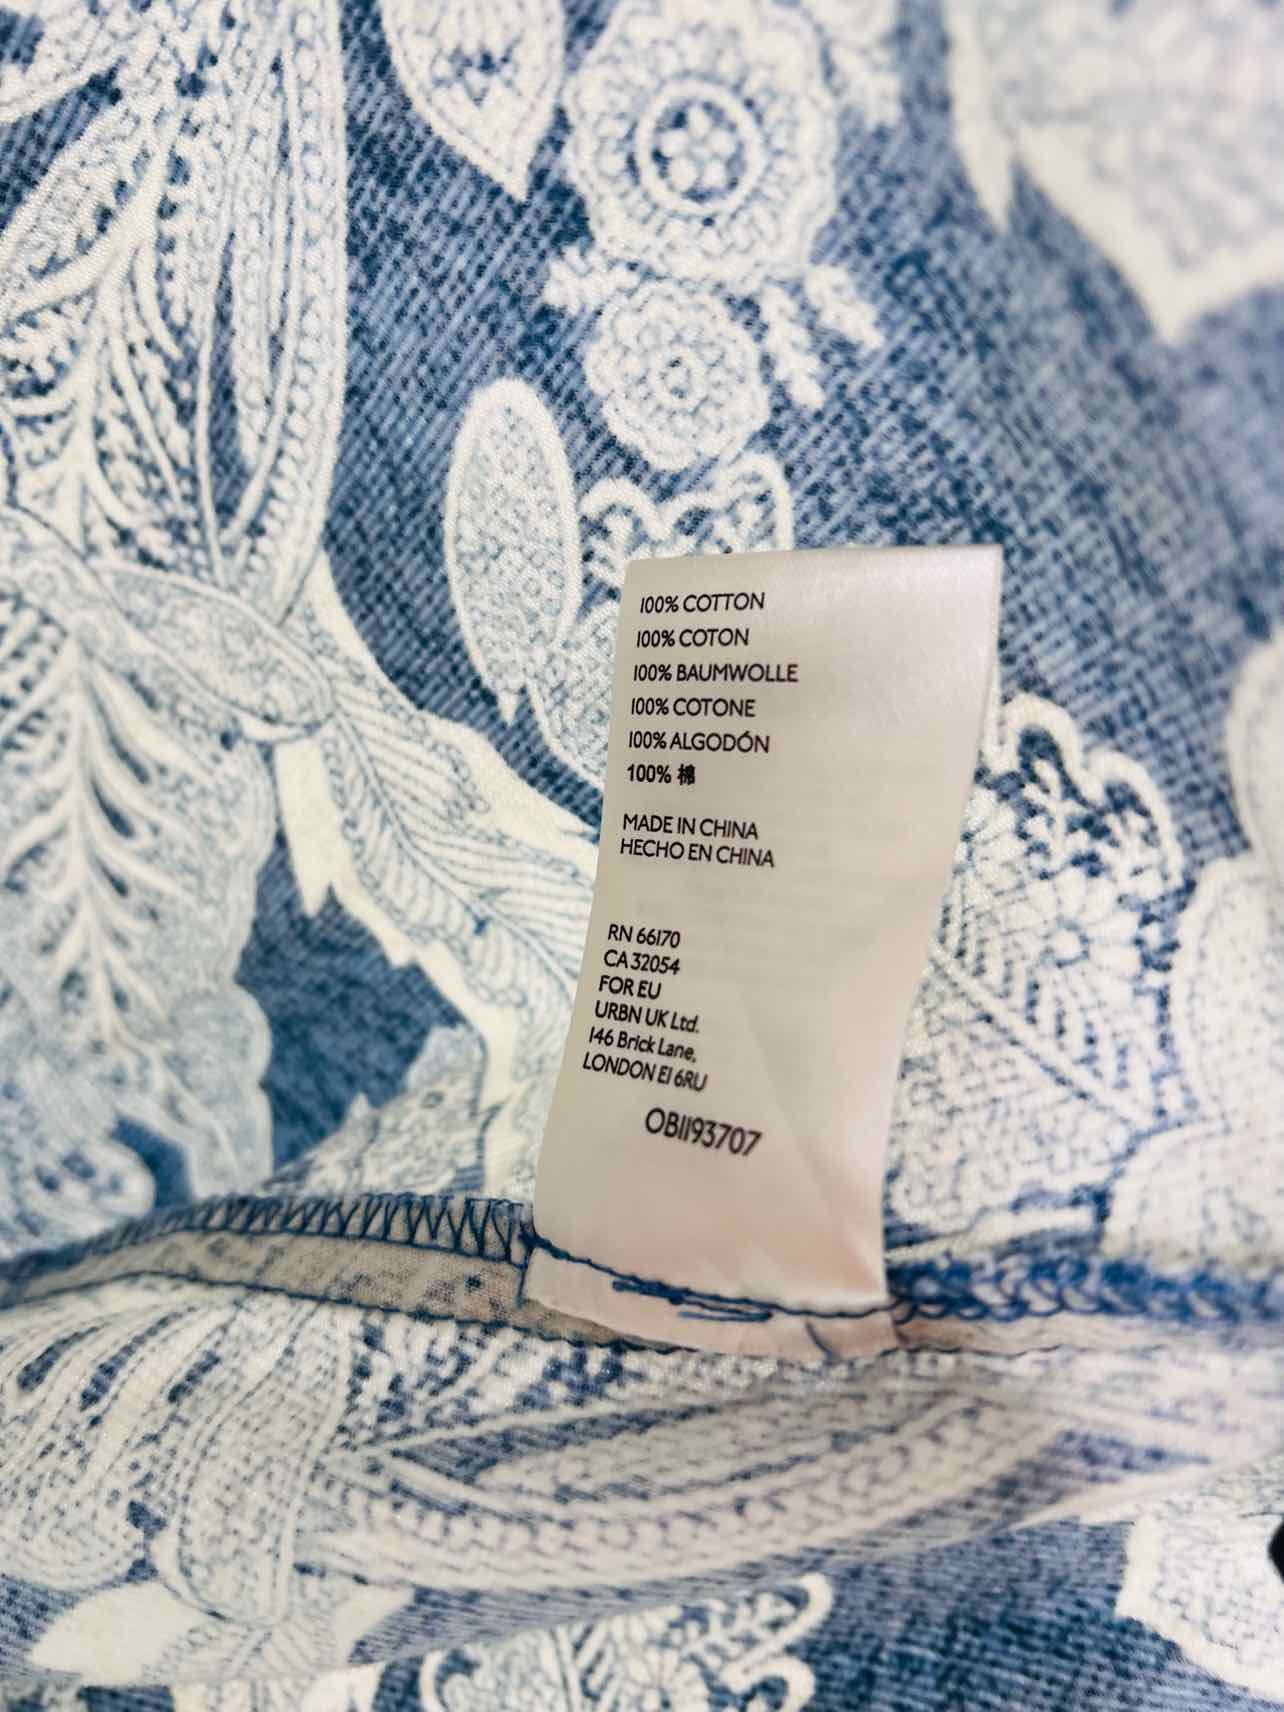 100% COTTON
100% COTON
100% BAUMWOLLE
100% COTONE
100% ALGODÓN
100% 棉
MADE IN CHINA
HECHO EN CHINA
RN 66170
CA 32054
FOR EU
URBN UK Ltd.
146 Brick Lane,
LONDON E1 6RU
OB1193707